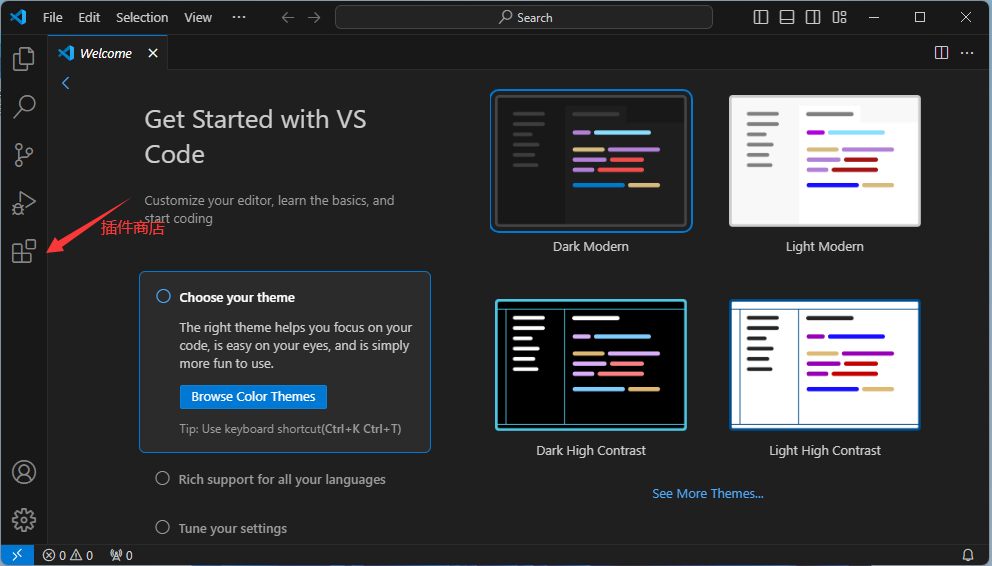 File Edit Selection View ··· Search
Welcome
Get Started with VS
Code
Customize your editor, learn the basics, and
start coding
插件商店
Choose your theme
The right theme helps you focus on your
code, is easy on your eyes, and is simply
more fun to use.
Browse Color Themes
Tip: Use keyboard shortcut(Ctrl+K Ctrl+T)
Rich support for all your languages
Tune your settings
Dark Modern
Light Modern
Dark High Contrast
Light High Contrast
See More Themes...
0 0 0